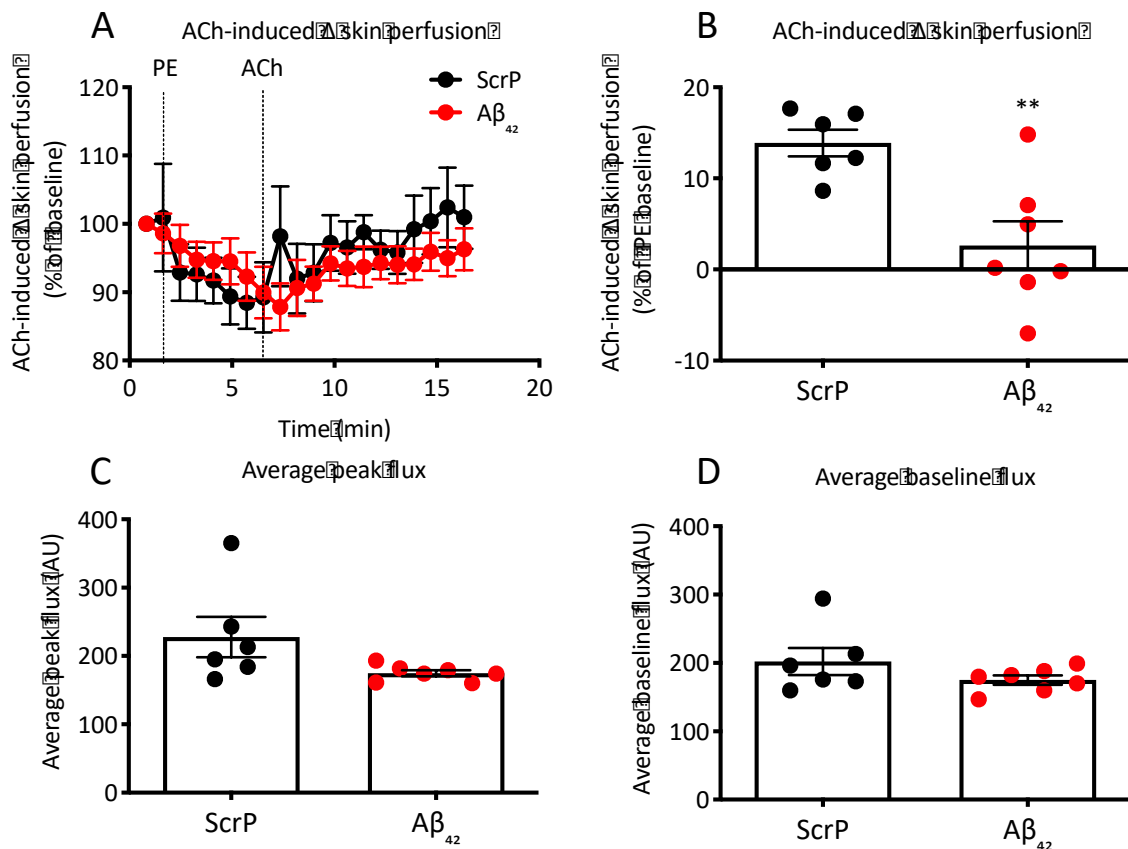 A
ACh-induced Δ skin perfusion
PE
ACh
ScrP
Aβ₄₂
ACh-induced Δ skin perfusion
(% of baseline)
120
110
100
90
80
0
5
10
15
20
Time (min)
B
ACh-induced Δ skin perfusion
ACh-induced Δ skin perfusion
(% of PE baseline)
20
10
0
-10
**
ScrP
Aβ₄₂
C
Average peak flux
Average peak flux (AU)
400
300
200
100
0
ScrP
Aβ₄₂
D
Average baseline flux
Average baseline flux (AU)
400
300
200
100
0
ScrP
Aβ₄₂